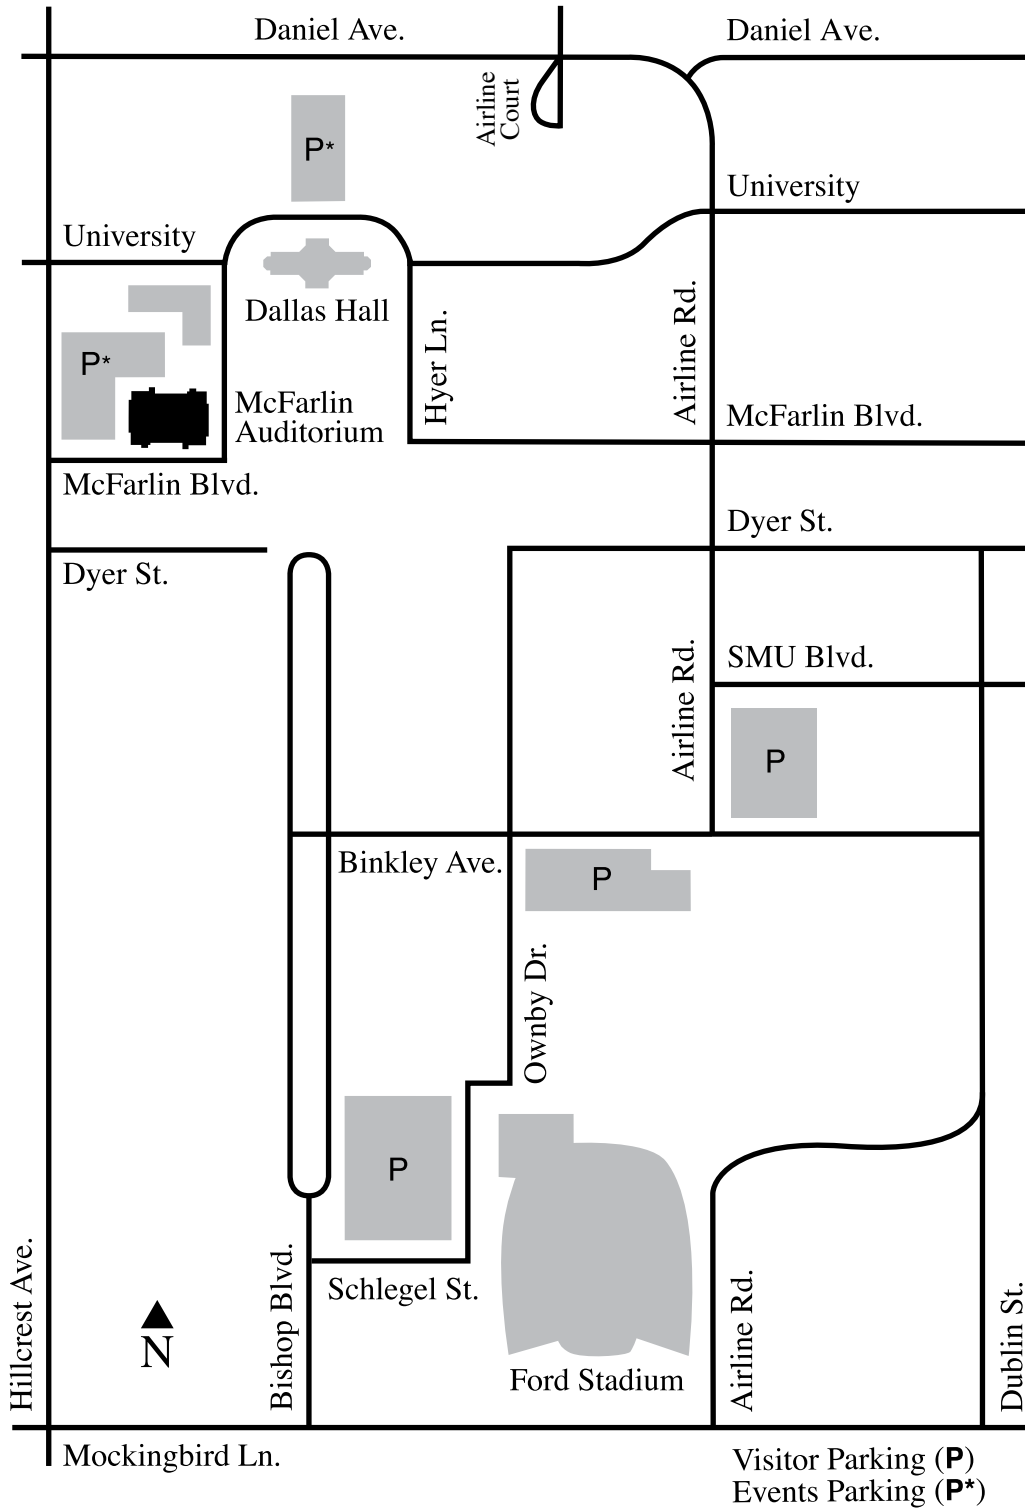 Daniel Ave.
Daniel Ave.
Airline
Court
P*
University
University
Dallas Hall
Hyer Ln.
Airline Rd.
P*
McFarlin
Auditorium
McFarlin Blvd.
McFarlin Blvd.
Dyer St.
Dyer St.
Airline Rd.
SMU Blvd.
P
Binkley Ave.
P
Ownby Dr.
P
Hillcrest Ave.
N
Bishop Blvd.
Schlegel St.
Ford Stadium
Airline Rd.
Dublin St.
Mockingbird Ln.
Visitor Parking (P)
Events Parking (P*)